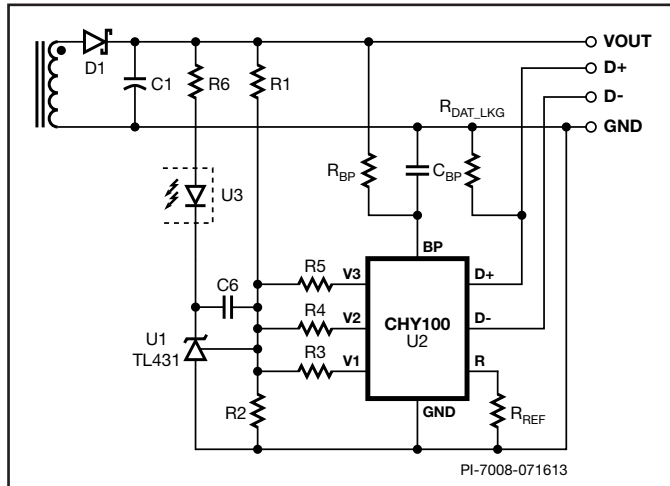 VOUT
D1
D+
C1
R6
R1
D-
RDAT_LKG
GND
RBP
CBP
U3
BP
R5
V3
D+
C6
R4
V2
CHY100
U2
D-
U1
TL431
R3
V1
R
R2
GND
RREF
PI-7008-071613